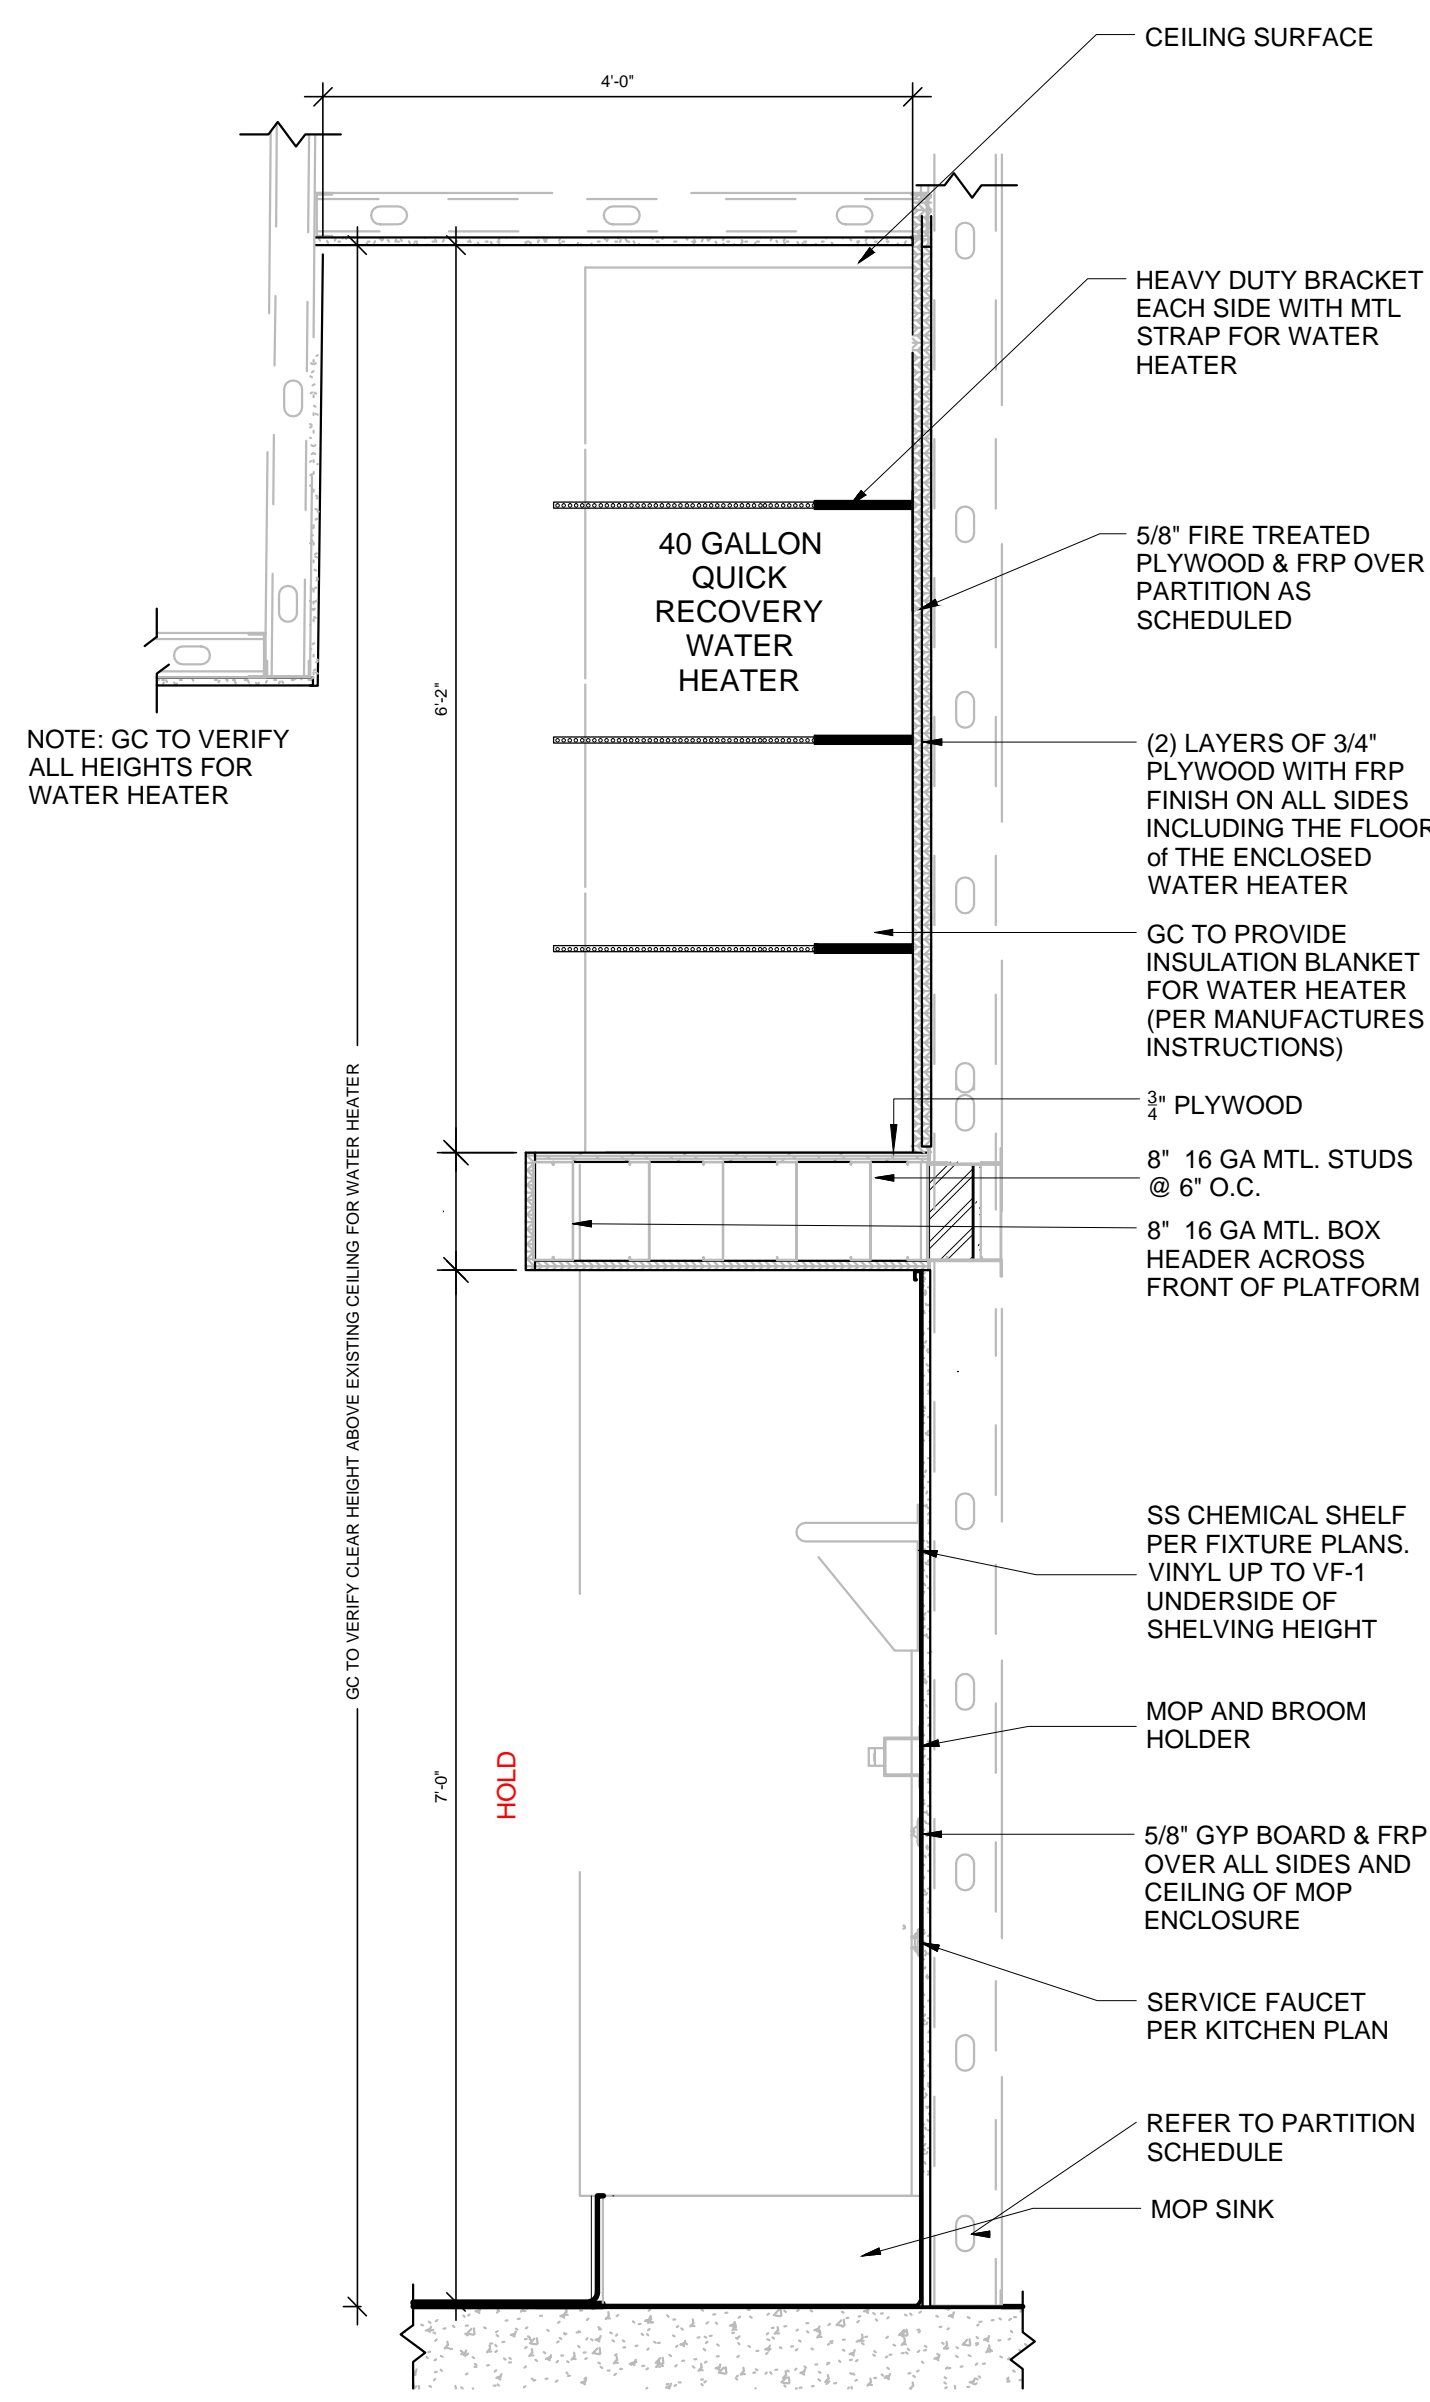 CEILING SURFACE
4'-0"
HEAVY DUTY BRACKET
EACH SIDE WITH MTL
STRAP FOR WATER
HEATER
40 GALLON
QUICK
RECOVERY
WATER
HEATER
5/8" FIRE TREATED
PLYWOOD & FRP OVER
PARTITION AS
SCHEDULED
6'-2"
NOTE: GC TO VERIFY
ALL HEIGHTS FOR
WATER HEATER
(2) LAYERS OF 3/4"
PLYWOOD WITH FRP
FINISH ON ALL SIDES
INCLUDING THE FLOOR
of THE ENCLOSED
WATER HEATER
GC TO PROVIDE
INSULATION BLANKET
FOR WATER HEATER
(PER MANUFACTURES
INSTRUCTIONS)
GC TO VERIFY CLEAR HEIGHT ABOVE EXISTING CEILING FOR WATER HEATER
3/4" PLYWOOD
8" 16 GA MTL. STUDS
@ 6" O.C.
8" 16 GA MTL. BOX
HEADER ACROSS
FRONT OF PLATFORM
SS CHEMICAL SHELF
PER FIXTURE PLANS.
VINYL UP TO VF-1
UNDERSIDE OF
SHELVING HEIGHT
7'-0"
HOLD
MOP AND BROOM
HOLDER
5/8" GYP BOARD & FRP
OVER ALL SIDES AND
CEILING OF MOP
ENCLOSURE
SERVICE FAUCET
PER KITCHEN PLAN
REFER TO PARTITION
SCHEDULE
MOP SINK